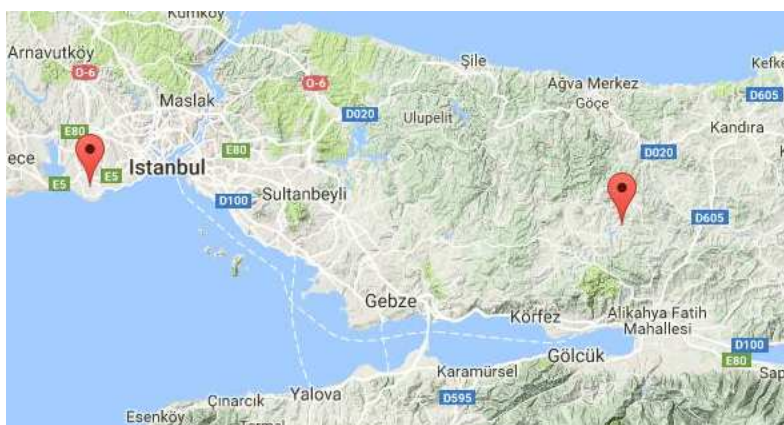 Kumköy
Arnavutköy
O-6
Şile
Kefke
O-6
Ağva Merkez
D605
Maslak
D020
Ulupelit
Göçe
Kandıra
E80
ece
E5
E5
Istanbul
E80
D020
D100
Sultanbeyli
D605
Gebze
Körfez
Alikahya Fatih
Mahallesi
D100
Gölcük
E80
Karamürsel
Sap
Yalova
Çınarcık
D595
Esenköy